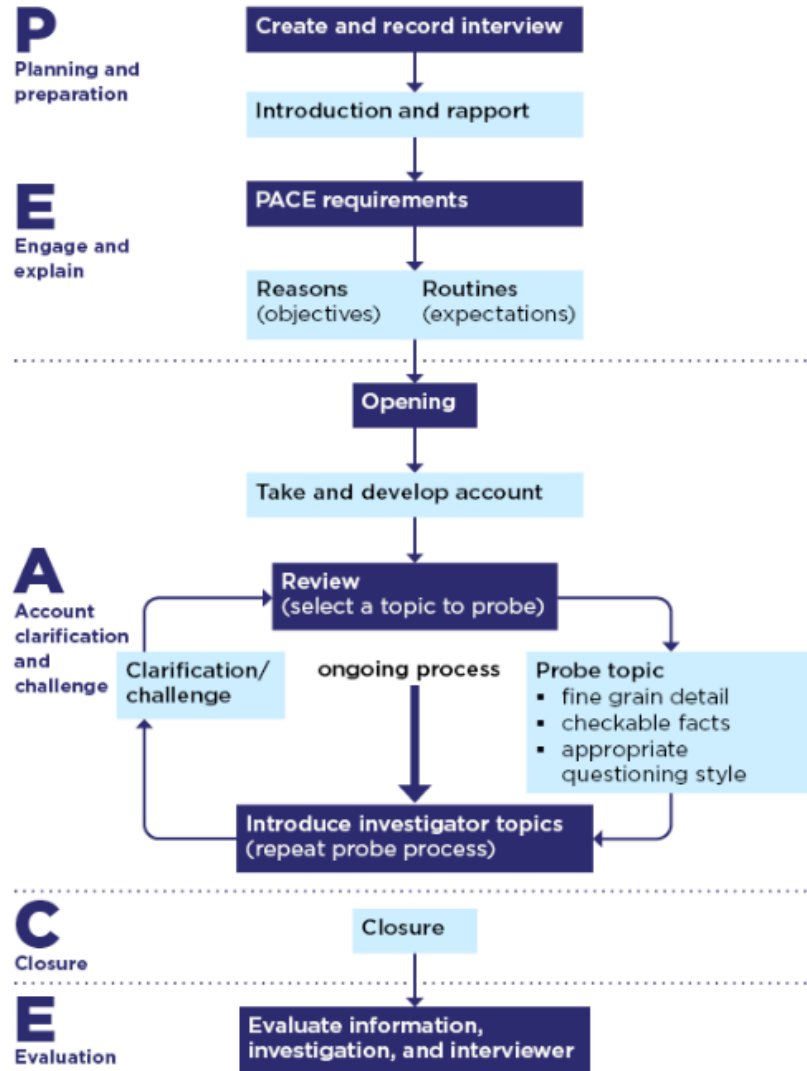 P
Planning and
preparation
Create and record interview
Introduction and rapport
E
Engage and
explain
PACE requirements
Reasons
(objectives)
Routines
(expectations)
Opening
Take and develop account
A
Account
clarification
and
challenge
Review
(select a topic to probe)
Clarification/
challenge
ongoing process
Probe topic
▪ fine grain detail
▪ checkable facts
▪ appropriate
questioning style
Introduce investigator topics
(repeat probe process)
C
Closure
Closure
E
Evaluation
Evaluate information,
investigation, and interviewer